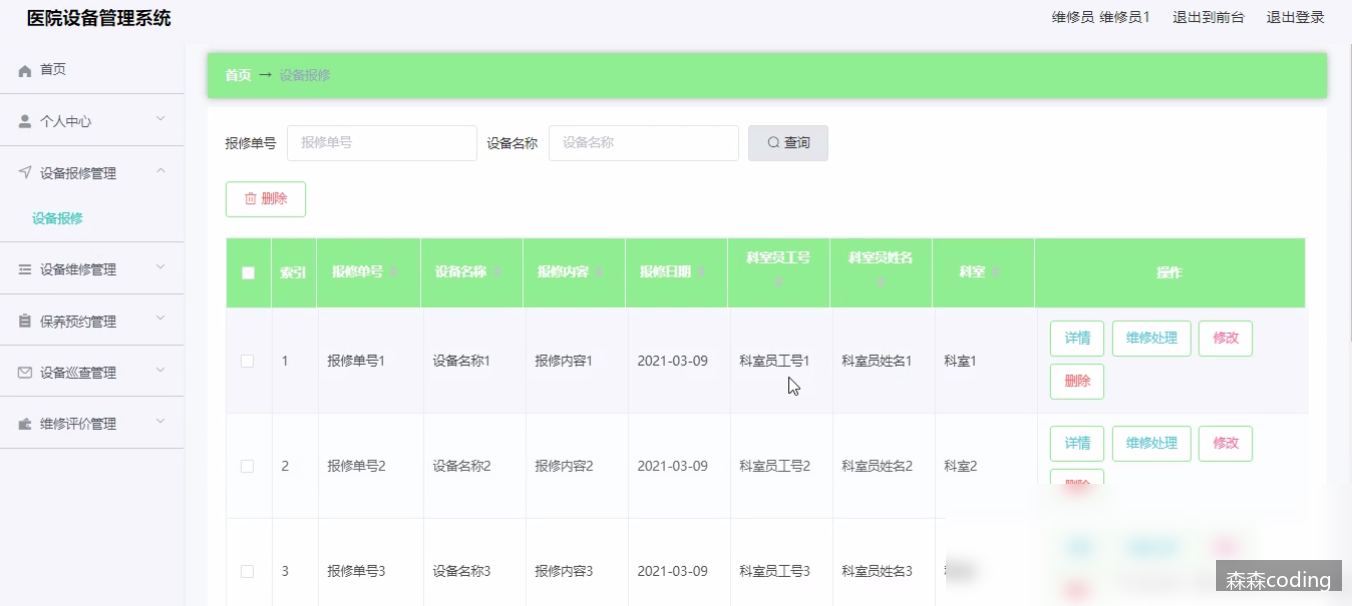 医院设备管理系统
维修员 维修员1 退出到前台 退出登录
首页
个人中心
设备报修管理
设备报修
设备维修管理
保养预约管理
设备巡查管理
维修评价管理
首页 → 设备报修
报修单号 报修单号 设备名称 设备名称 查询
删除
索引 报修单号 设备名称 报修内容 报修日期 科室员工号 科室员姓名 科室 操作
1 报修单号1 设备名称1 报修内容1 2021-03-09 科室员工号1 科室员姓名1 科室1 详情 维修处理 修改
删除
2 报修单号2 设备名称2 报修内容2 2021-03-09 科室员工号2 科室员姓名2 科室2 详情 维修处理 修改
删除
3 报修单号3 设备名称3 报修内容3 2021-03-09 科室员工号3 科室员姓名3
森森coding